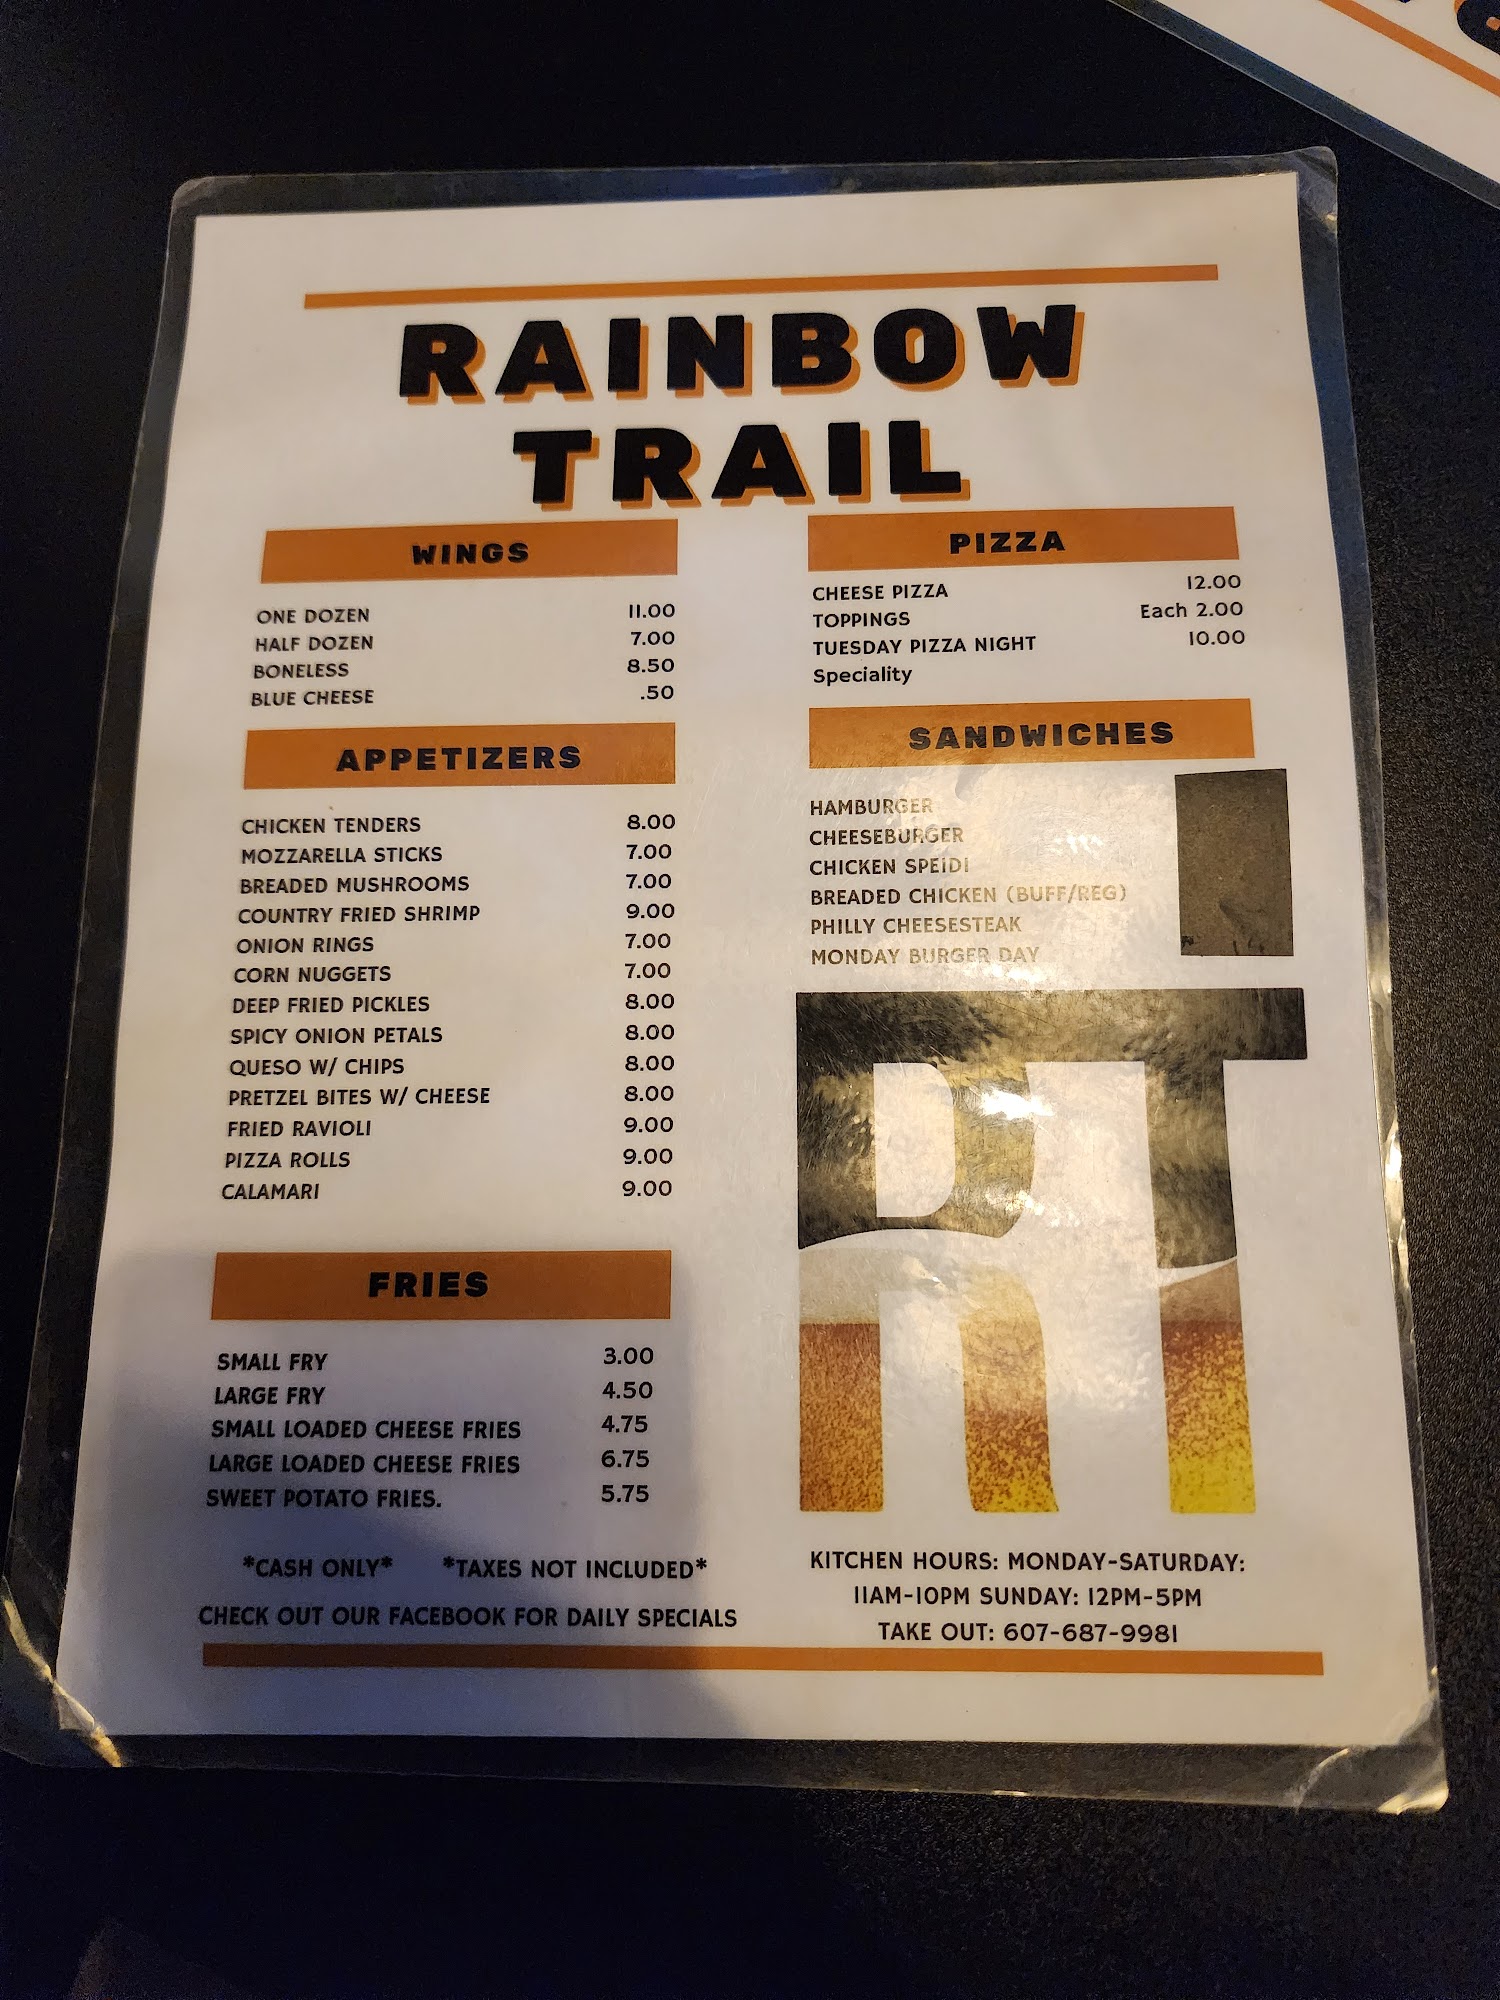 RAINBOW
TRAIL
WINGS
ONE DOZEN 11.00
HALF DOZEN 7.00
BONELESS 8.50
BLUE CHEESE .50
APPETIZERS
CHICKEN TENDERS 8.00
MOZZARELLA STICKS 7.00
BREADED MUSHROOMS 7.00
COUNTRY FRIED SHRIMP 9.00
ONION RINGS 7.00
CORN NUGGETS 7.00
DEEP FRIED PICKLES 8.00
SPICY ONION PETALS 8.00
QUESO W/ CHIPS 8.00
PRETZEL BITES W/ CHEESE 8.00
FRIED RAVIOLI 9.00
PIZZA ROLLS 9.00
CALAMARI 9.00
FRIES
SMALL FRY 3.00
LARGE FRY 4.50
SMALL LOADED CHEESE FRIES 4.75
LARGE LOADED CHEESE FRIES 6.75
SWEET POTATO FRIES. 5.75
*CASH ONLY* *TAXES NOT INCLUDED*
CHECK OUT OUR FACEBOOK FOR DAILY SPECIALS
PIZZA
CHEESE PIZZA 12.00
TOPPINGS Each 2.00
TUESDAY PIZZA NIGHT 10.00
Speciality
SANDWICHES
HAMBURGER
CHEESEBURGER
CHICKEN SPEIDI
BREADED CHICKEN (BUFF/REG)
PHILLY CHEESESTEAK
MONDAY BURGER DAY
RT
KITCHEN HOURS: MONDAY-SATURDAY:
11AM-10PM SUNDAY: 12PM-5PM
TAKE OUT: 607-687-9981